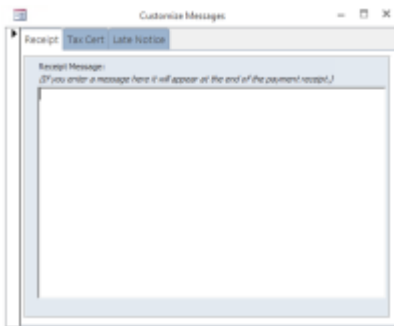 Customize Messages
Receipt Tax Cert Late Notice
Receipt Message:
(If you enter a message here it will appear at the end of the payment receipt.)